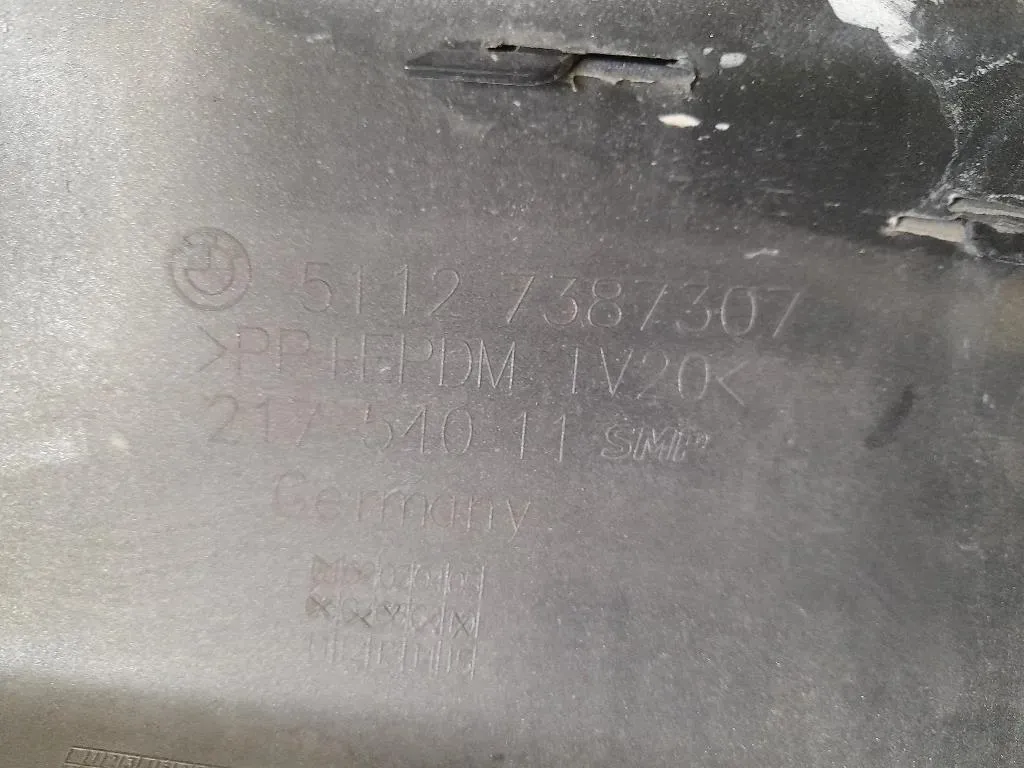 5112 7387307
>PP+EPDM TV20<
217 540 11 SMP
Germany